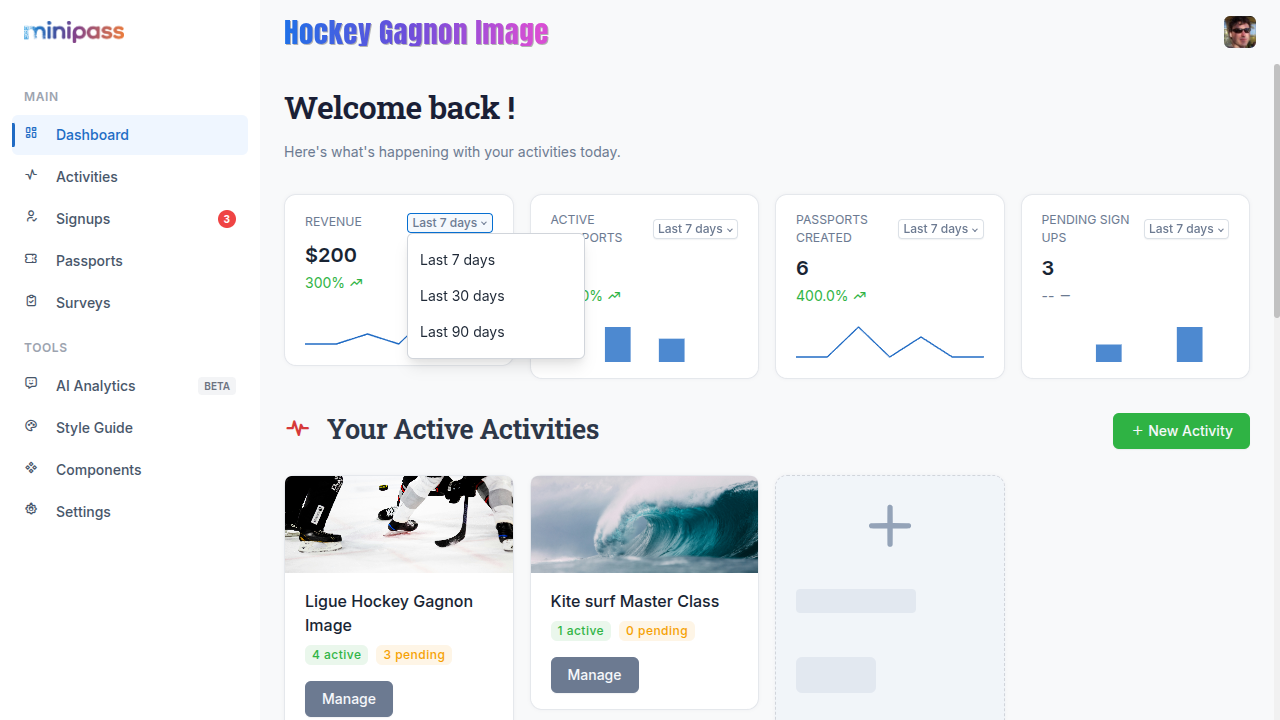 minipass
Hockey Gagnon Image
MAIN
Dashboard
Activities
Signups
3
Passports
Surveys
TOOLS
AI Analytics
BETA
Style Guide
Components
Settings
Welcome back !
Here's what's happening with your activities today.
REVENUE
Last 7 days
$200
300%
Last 7 days
Last 30 days
Last 90 days
ACTIVE
PORTS
Last 7 days
0%
PASSPORTS
CREATED
Last 7 days
6
400.0%
PENDING SIGN
UPS
Last 7 days
3
--
Your Active Activities
+ New Activity
Ligue Hockey Gagnon
Image
4 active
3 pending
Manage
Kite surf Master Class
1 active
0 pending
Manage